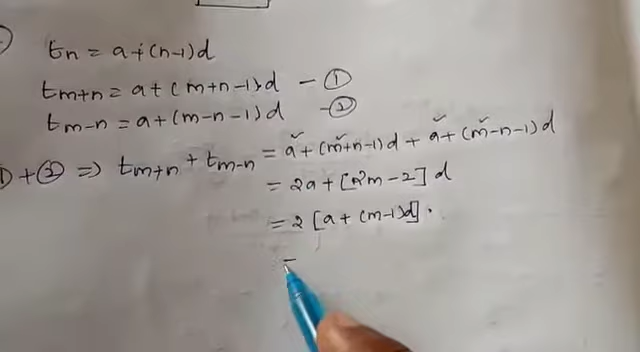 tn = a+(n-1)d
tm+n = a+(m+n-1)d - ①
tm-n = a+(m-n-1)d - ②
①+② => tm+n + tm-n = a+(m+n-1)d + a+(m-n-1)d
= 2a+[2m-2]d
= 2[a+(m-1)d].